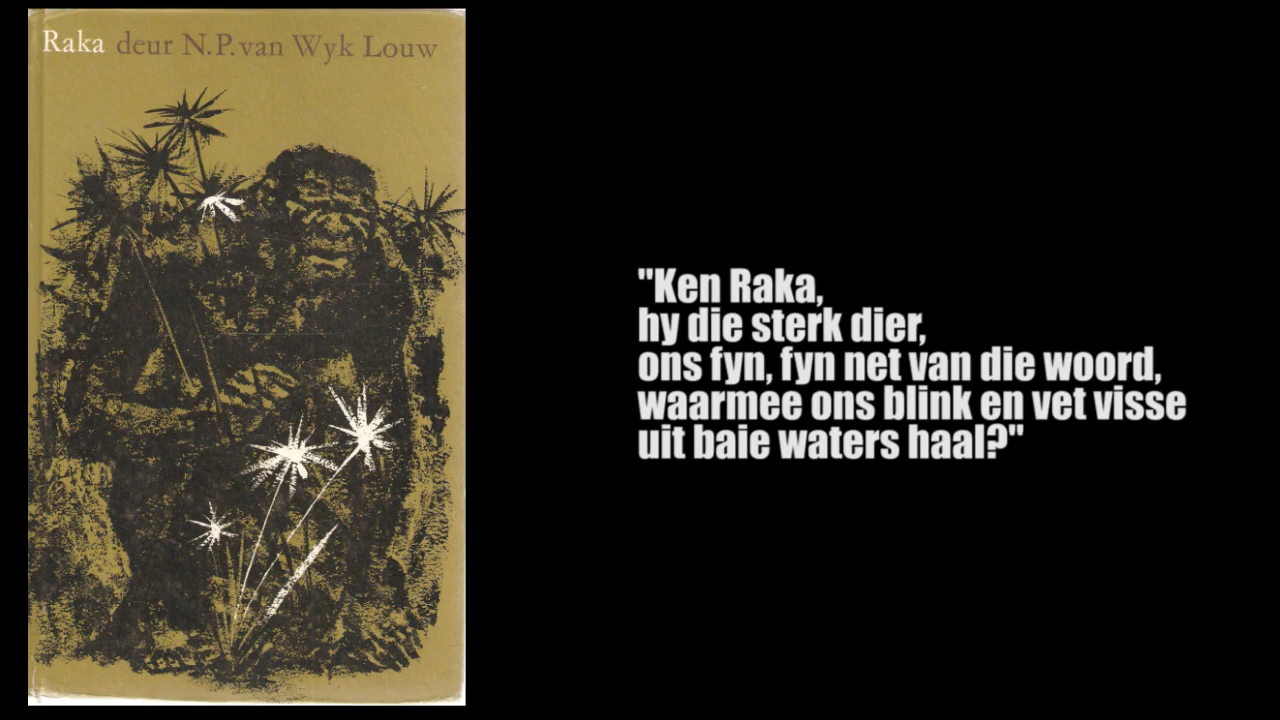 Raka deur N.P. van Wyk Louw
"Ken Raka,
hy die sterk dier,
ons fyn, fyn net van die woord,
waarmee ons blink en vet visse
uit baie waters haal?"